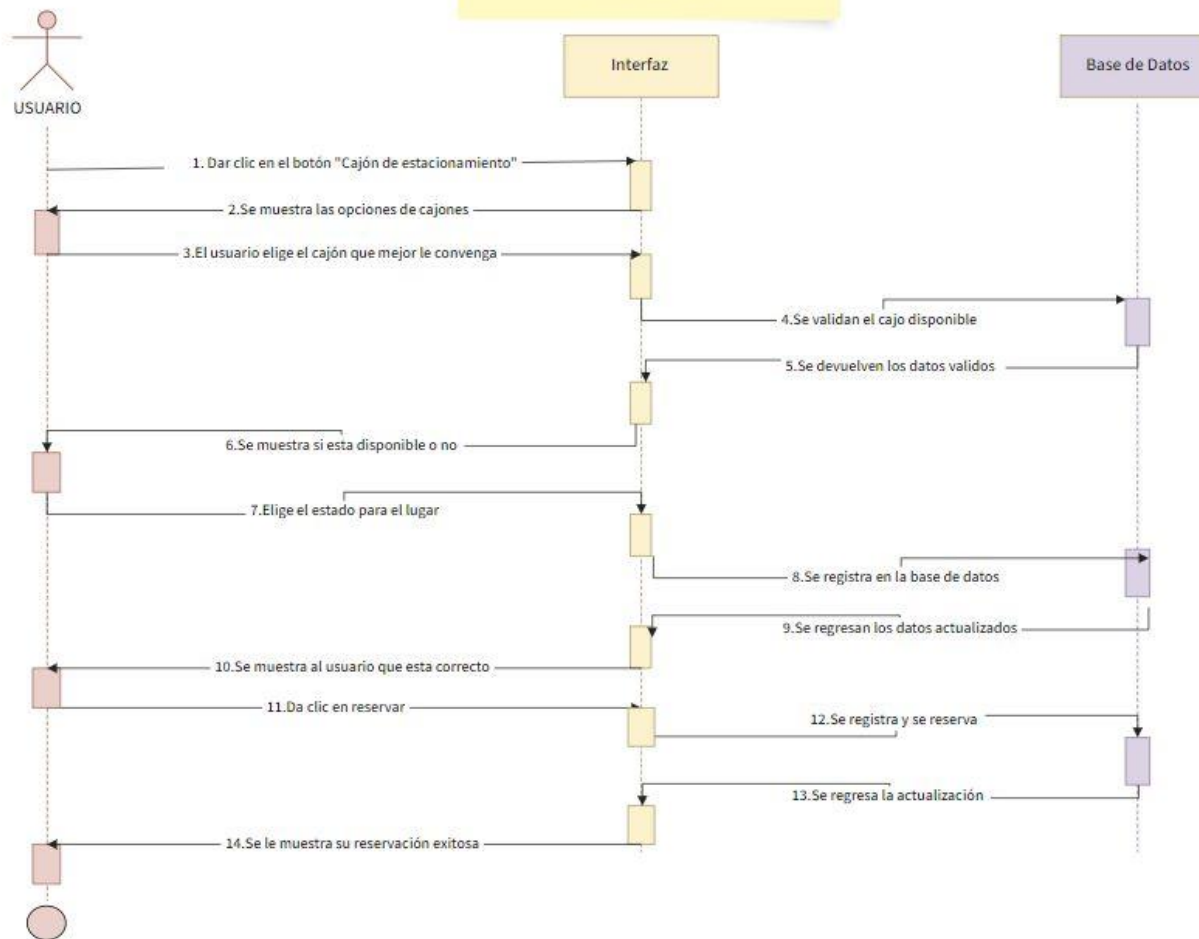 Interfaz
Base de Datos
USUARIO
1. Dar clic en el botón "Cajón de estacionamiento"
2.Se muestra las opciones de cajones
3.El usuario elige el cajón que mejor le convenga
4.Se validan el cajo disponible
5.Se devuelven los datos validos
6.Se muestra si esta disponible o no
7.Elige el estado para el lugar
8.Se registra en la base de datos
9.Se regresan los datos actualizados
10.Se muestra al usuario que esta correcto
11.Da clic en reservar
12.Se registra y se reserva
13.Se regresa la actualización
14.Se le muestra su reservación exitosa